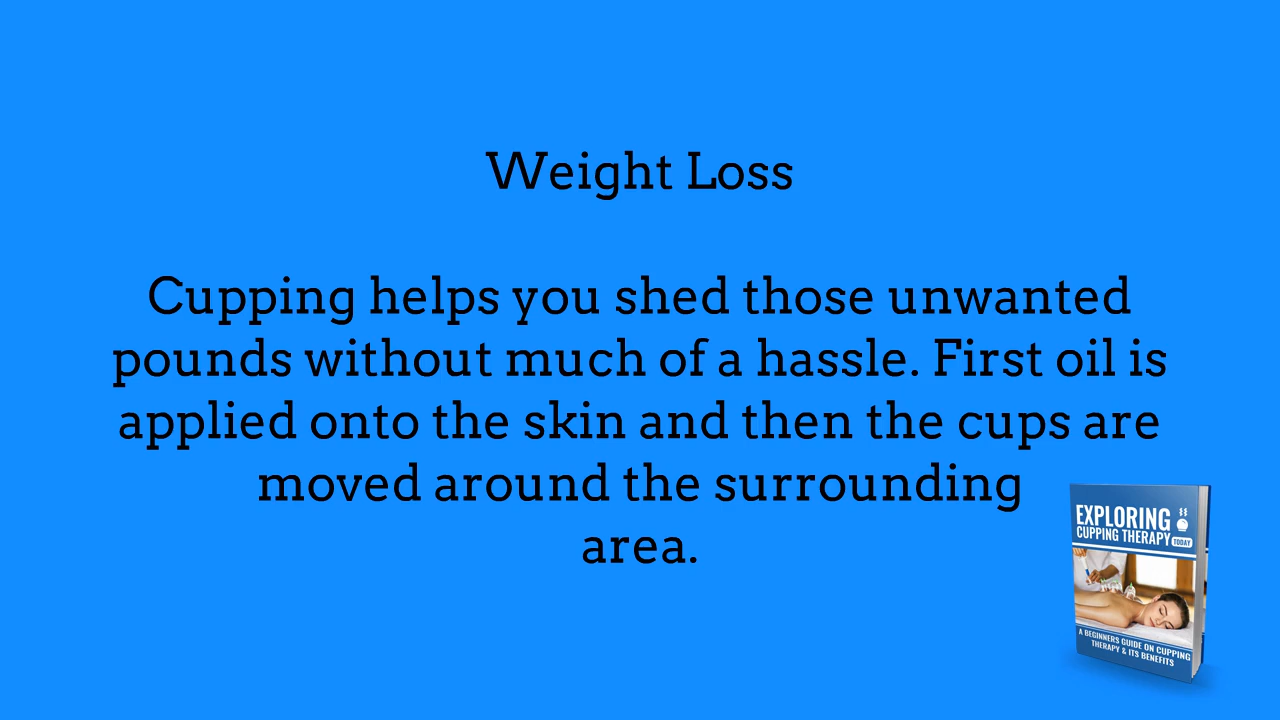 Weight Loss
Cupping helps you shed those unwanted
pounds without much of a hassle. First oil is
applied onto the skin and then the cups are
moved around the surrounding
area.
EXPLORING
CUPPING THERAPY
TODAY
A BEGINNERS GUIDE ON CUPPING
THERAPY & ITS BENEFITS